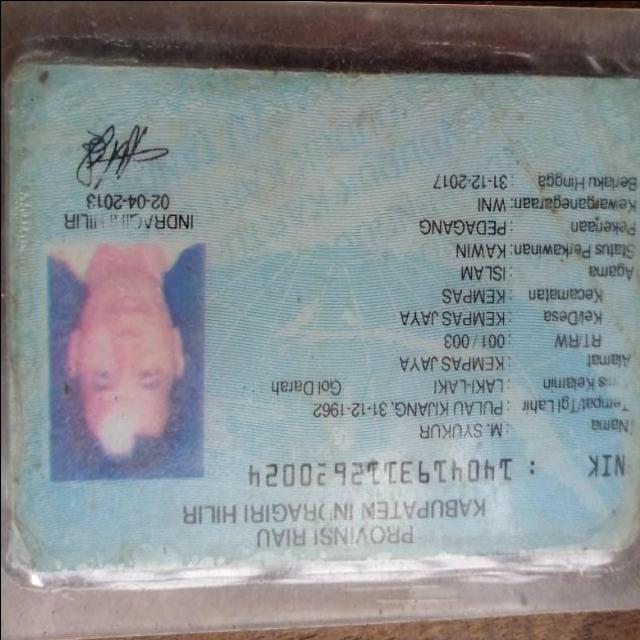 PROVINSI RIAU
KABUPATEN INDRAGIRI HILIR
NIK : 1404193112620024
Nama : M. SYUKUR
Tempat/Tgl Lahir : PULAU KIJANG, 31-12-1962
Kelamin : LAKI-LAKI Gol Darah
Alamat : KEMPAS JAYA
RT/RW : 001 / 003
Kel/Desa : KEMPAS JAYA
Kecamatan : KEMPAS
Agama : ISLAM
Status Perkawinan: KAWIN
Pekerjaan : PEDAGANG
Kewarganegaraan: WNI
Berlaku Hingga : 31-12-2017
INDRAGIRI HILIR
02-04-2013